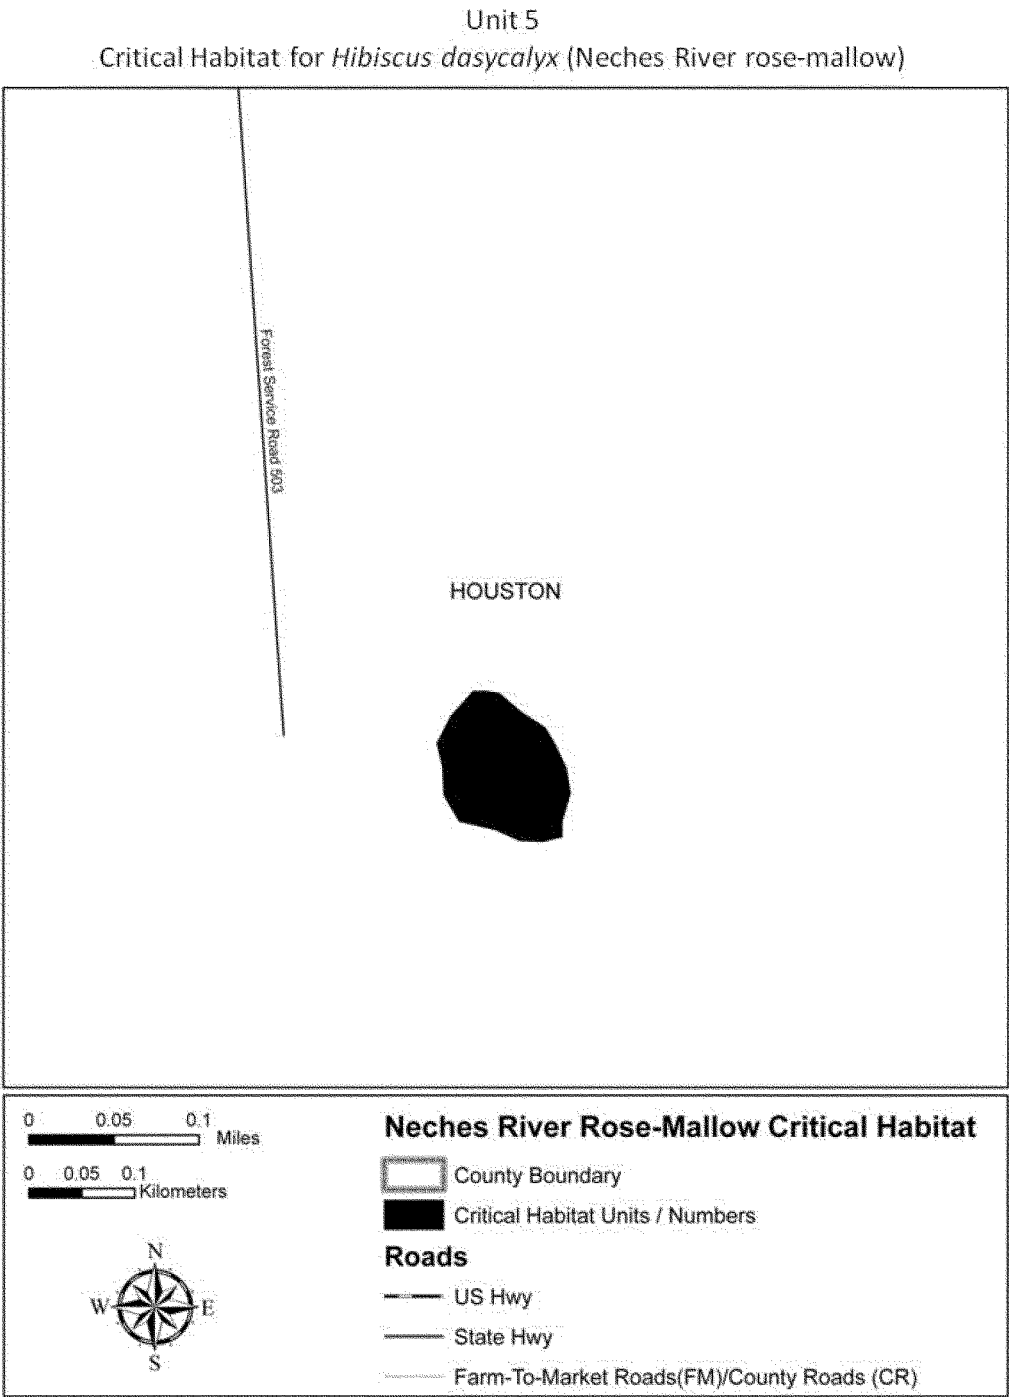 Unit 5
Critical Habitat for Hibiscus dasycalyx (Neches River rose-mallow)
Forest Service Road 503
HOUSTON
0 0.05 0.1
Miles
0 0.05 0.1
Kilometers
N
W E
S
Neches River Rose-Mallow Critical Habitat
County Boundary
Critical Habitat Units / Numbers
Roads
US Hwy
State Hwy
Farm-To-Market Roads(FM)/County Roads (CR)